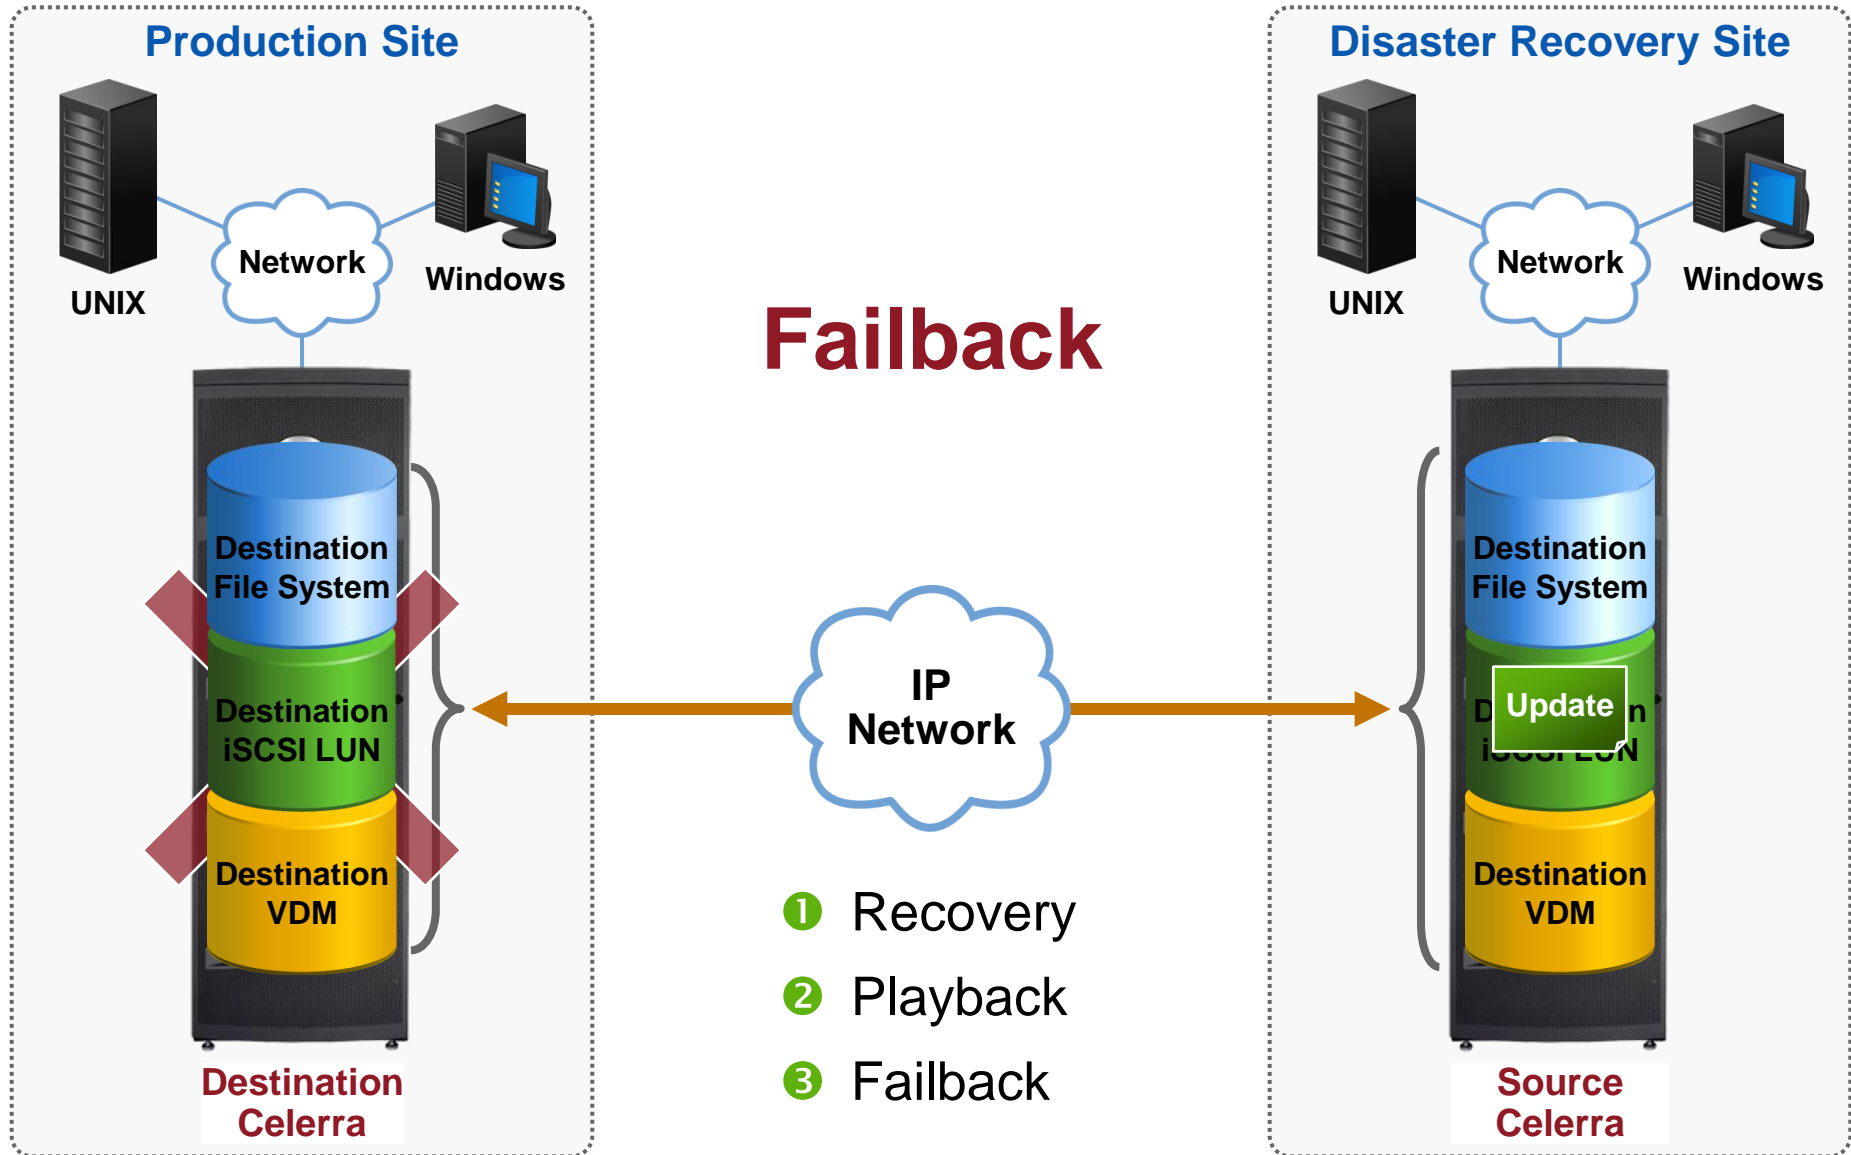 Production Site
UNIX
Network
Windows
Destination
File System
Destination
iSCSI LUN
Destination
VDM
Destination
Celerra
Failback
IP
Network
1 Recovery
2 Playback
3 Failback
Disaster Recovery Site
UNIX
Network
Windows
Destination
File System
Update
Destination
VDM
Source
Celerra